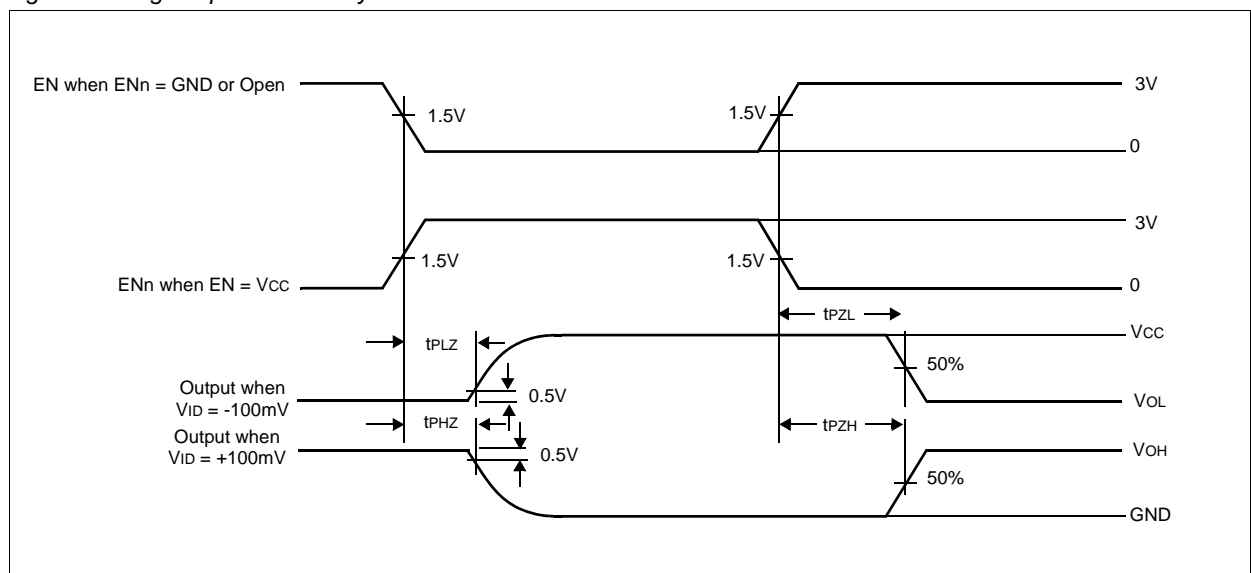 EN when ENn = GND or Open
3V
1.5V
1.5V
0
3V
1.5V
1.5V
ENn when EN = VCC
0
tPZL
VCC
tPLZ
50%
Output when
VID = -100mV
0.5V
VOL
tPHZ
tPZH
Output when
VID = +100mV
0.5V
VOH
50%
GND